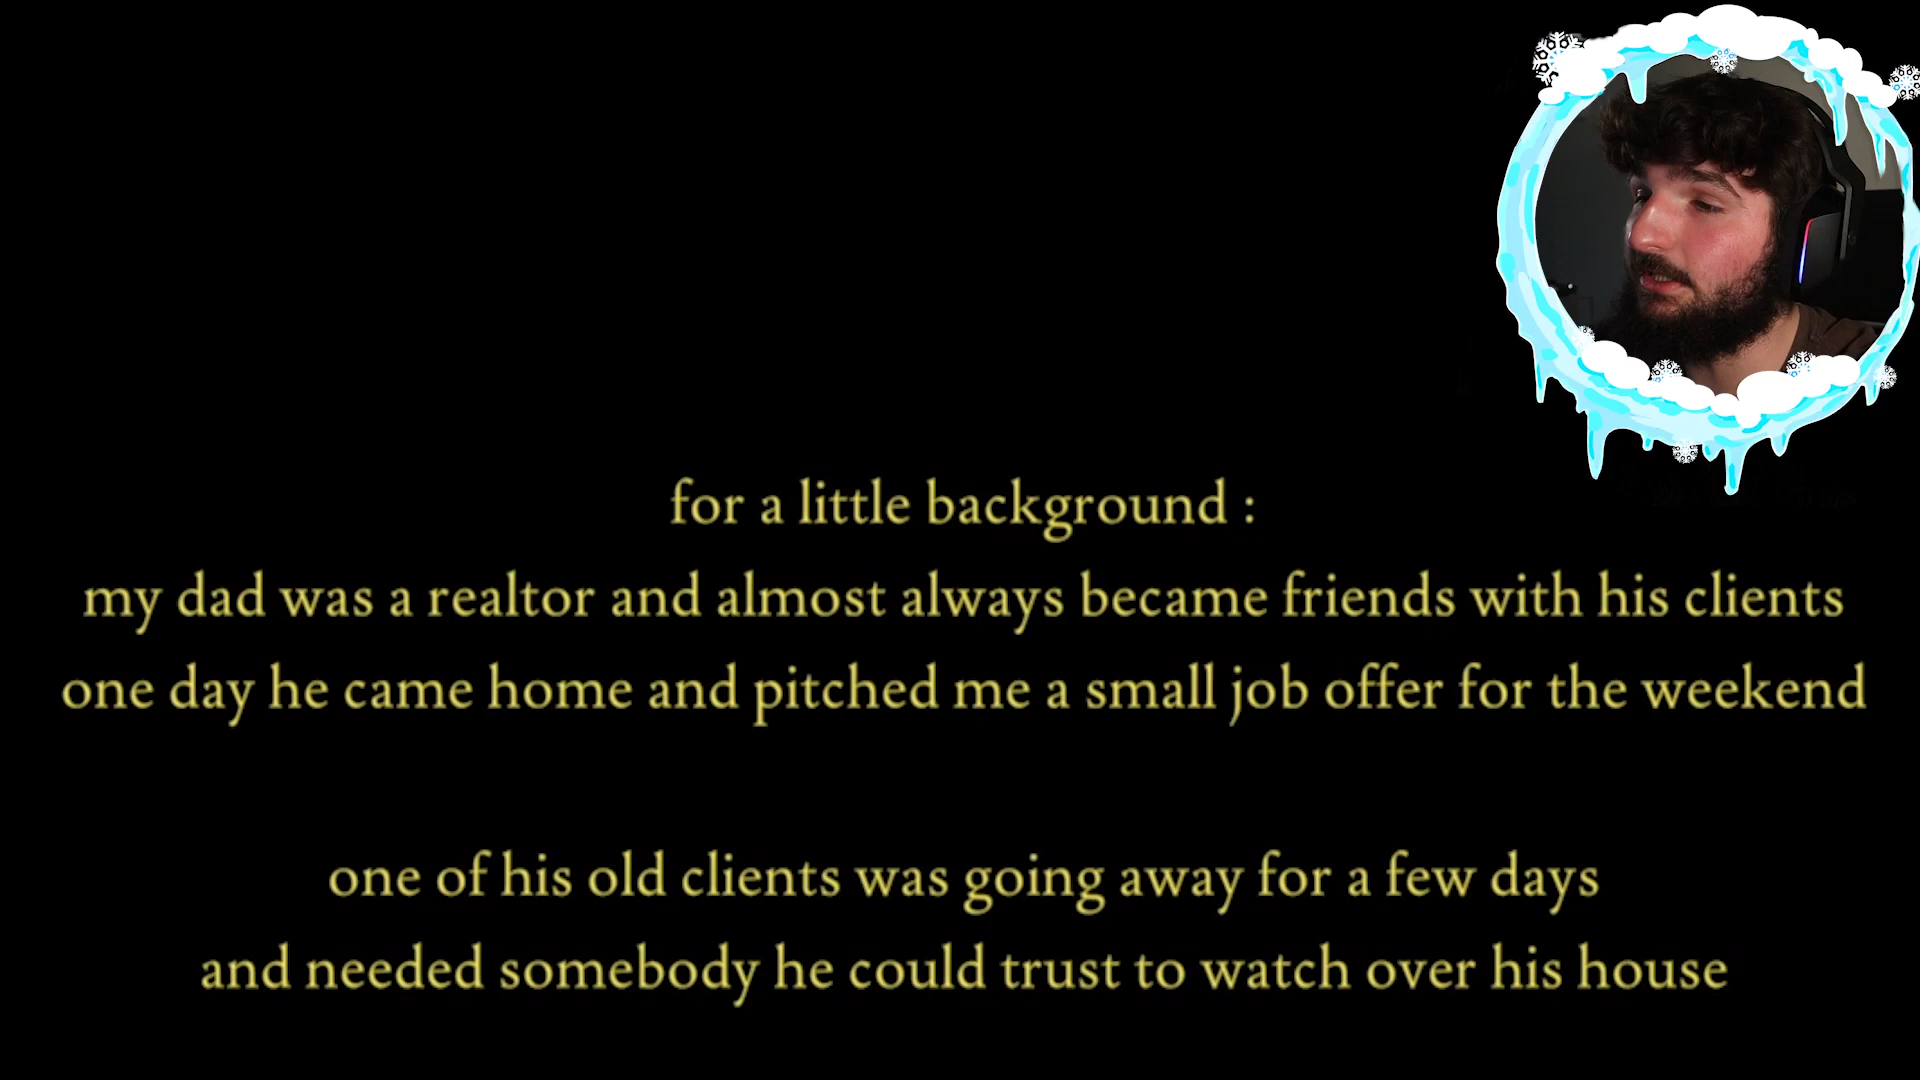 for a little background :
my dad was a realtor and almost always became friends with his clients
one day he came home and pitched me a small job offer for the weekend
one of his old clients was going away for a few days
and needed somebody he could trust to watch over his house